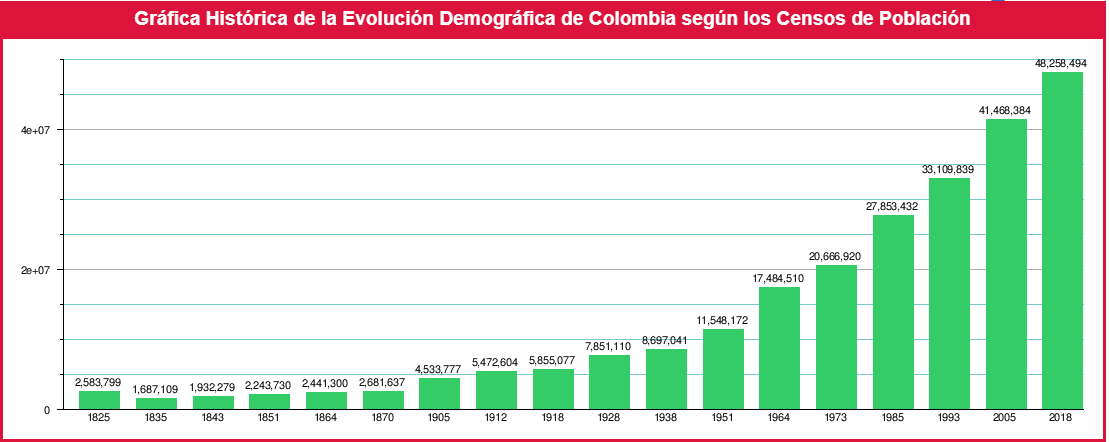 Gráfica Histórica de la Evolución Demográfica de Colombia según los Censos de Población
48,258,494
41,468,384
4e+07
33,109,839
27,853,432
20,666,920
2e+07
17,484,510
11,548,172
8,697,041
7,851,110
5,855,077
5,472,604
4,533,777
2,583,799 1,687,109 1,932,279 2,243,730 2,441,300 2,681,637
0
1825 1835 1843 1851 1864 1870 1905 1912 1918 1928 1938 1951 1964 1973 1985 1993 2005 2018